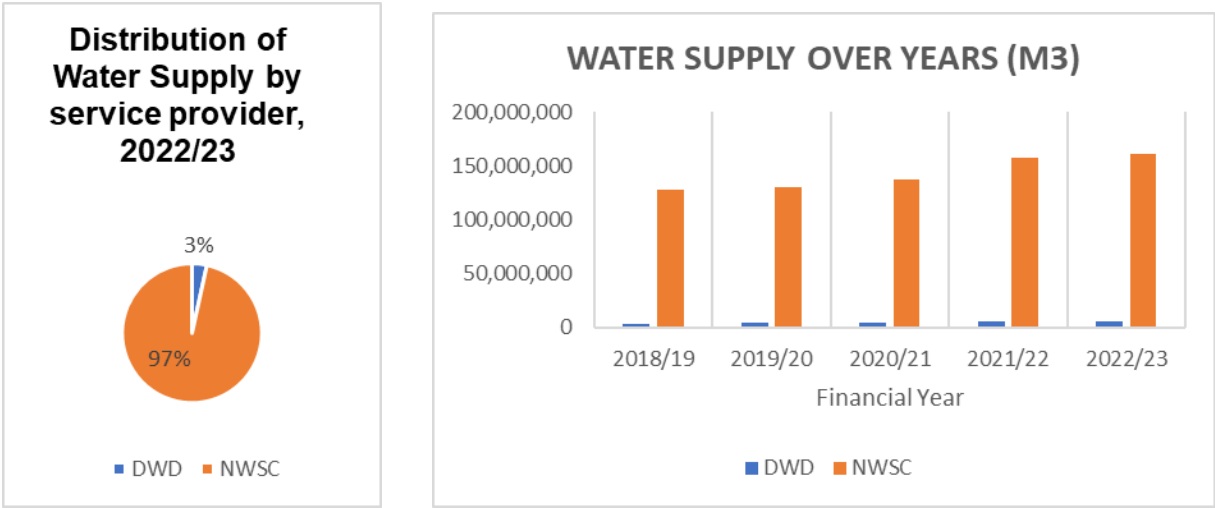 Distribution of
Water Supply by
service provider,
2022/23
3%
97%
DWD NWSC
WATER SUPPLY OVER YEARS (M3)
200,000,000
150,000,000
100,000,000
50,000,000
0
2018/19 2019/20 2020/21 2021/22 2022/23
Financial Year
DWD NWSC